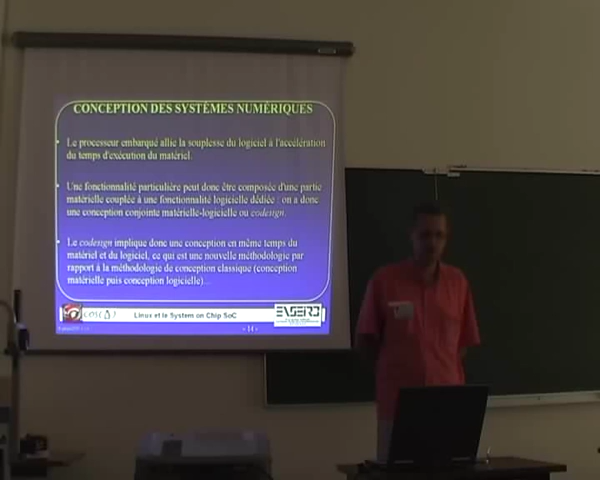 CONCEPTION DES SYSTÈMES NUMÉRIQUES
• Le processeur embarqué allie la souplesse du logiciel à l'accélération
du temps d'exécution du matériel.
• Une fonctionnalité particulière peut donc être composée d'une partie
matérielle couplée à une fonctionnalité logicielle dédiée : on a donc
une conception conjointe matérielle-logicielle ou codesign.
• Le codesign implique donc une conception en même temps du
matériel et du logiciel, ce qui est une nouvelle méthodologie par
rapport à la méthodologie de conception classique (conception
matérielle puis conception logicielle)...
Linux et le System on Chip SoC
- 14 -